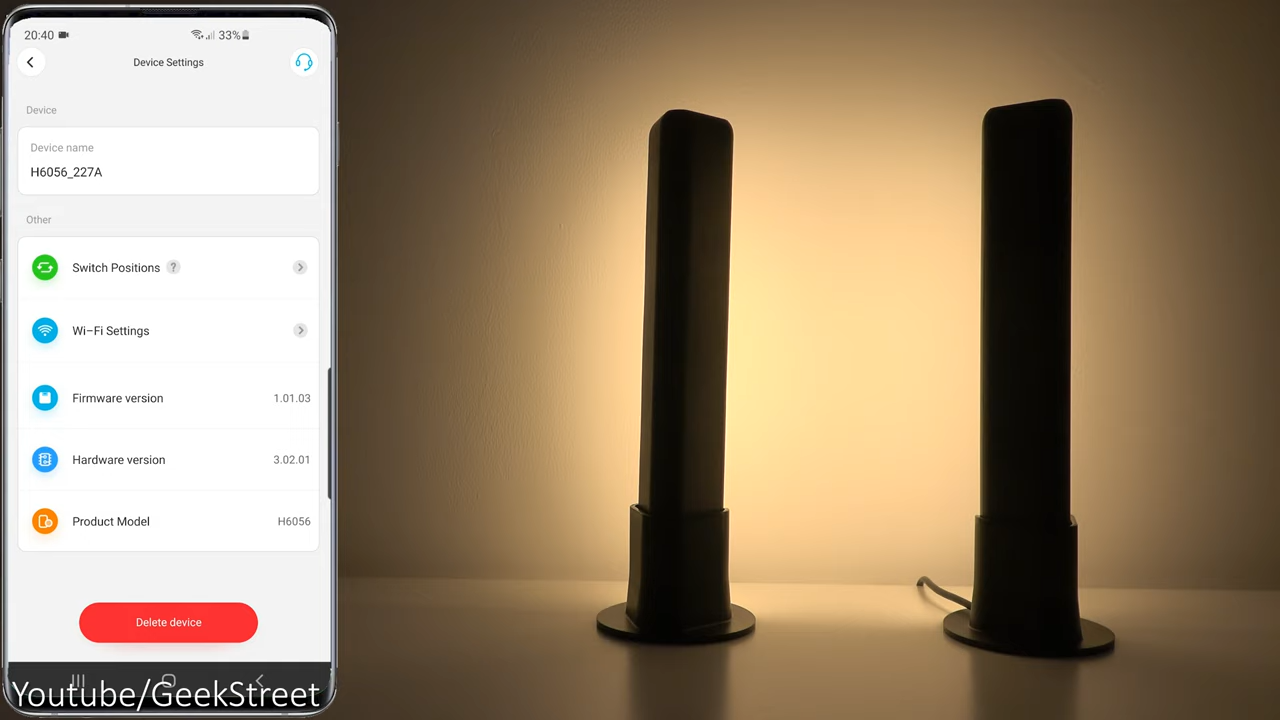 20:40 33%
Device Settings
Device
Device name
H6056_227A
Other
Switch Positions ?
Wi-Fi Settings
Firmware version 1.01.03
Hardware version 3.02.01
Product Model H6056
Delete device
Youtube/GeekStreet